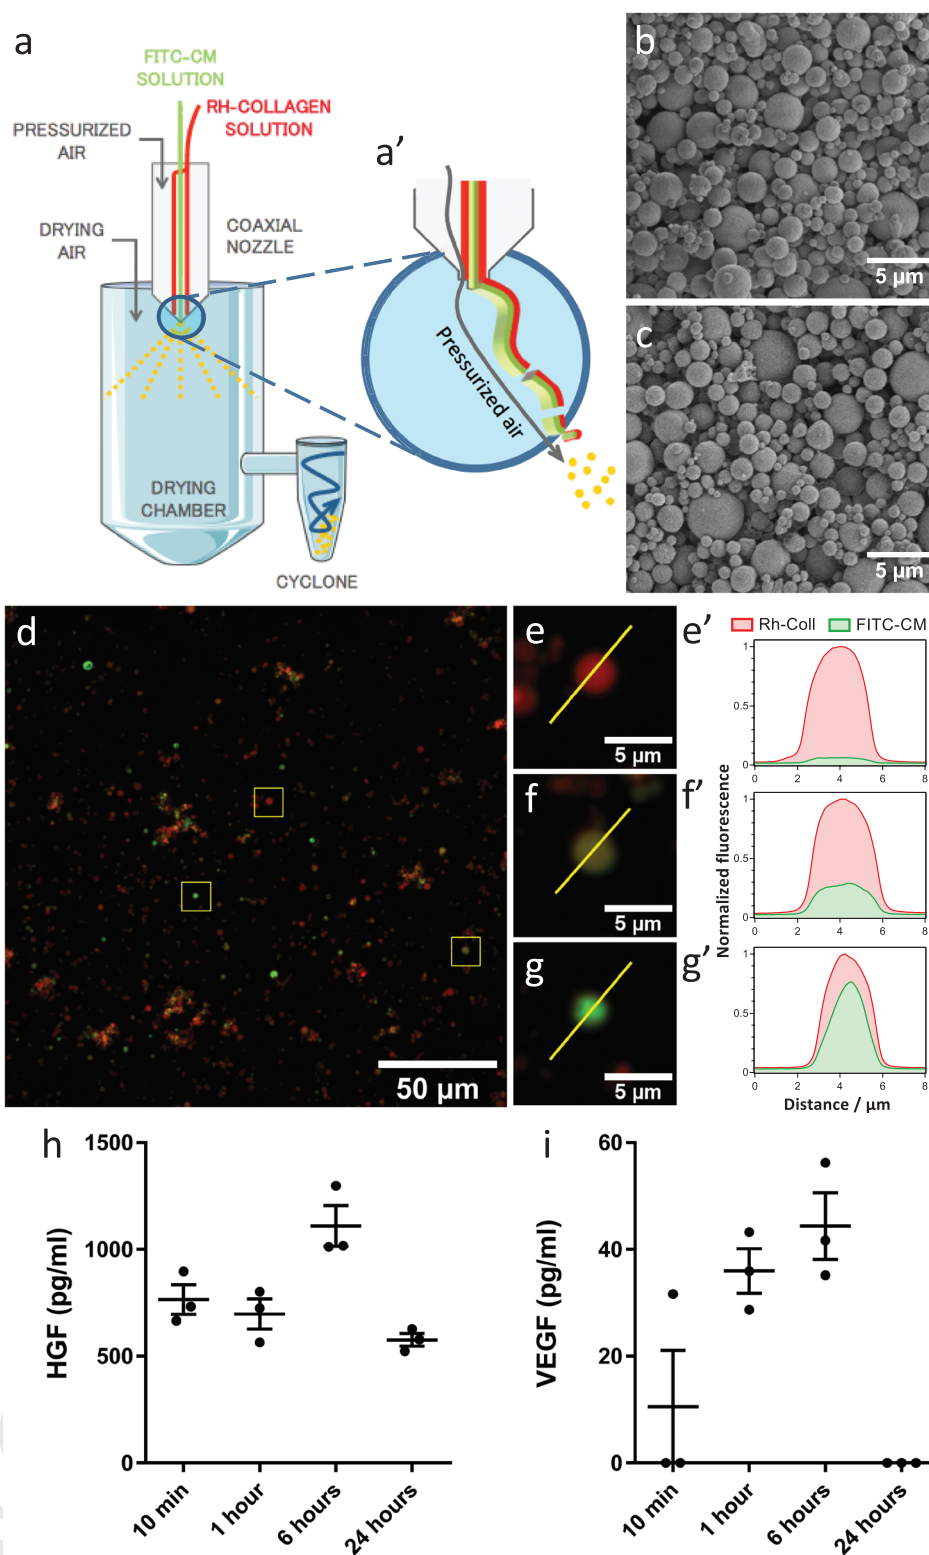 a
FITC-CM
SOLUTION
RH-COLLAGEN
SOLUTION
PRESSURIZED
AIR
DRYING
AIR
COAXIAL
NOZZLE
DRYING
CHAMBER
CYCLONE
a’
Pressurized air
b
5 µm
c
5 µm
d
50 µm
e
5 µm
f
5 µm
g
5 µm
e’
Rh-Coll
FITC-CM
1
0.5
0
0 2 4 6 8
f’
1
0.5
0
0 2 4 6 8
g’
1
0.5
0
0 2 4 6 8
Normalized fluorescence
Distance / µm
h
HGF (pg/ml)
1500
1000
500
0
10 min
1 hour
6 hours
24 hours
i
VEGF (pg/ml)
60
40
20
0
10 min
1 hour
6 hours
24 hours